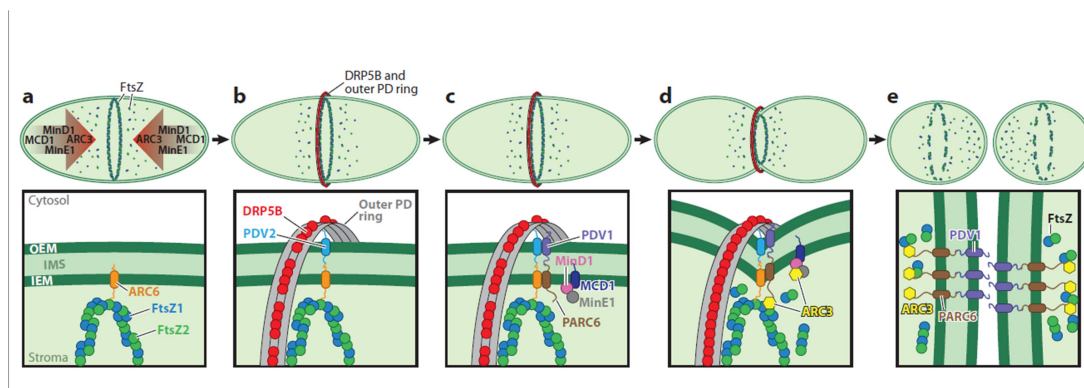 DRP5B and
outer PD ring
a
FtsZ
b
c
d
e
MinD1
MCD1
ARC3
MinE1
ARC3
MinD1
MCD1
MinE1
Cytosol
OEM
IMS
IEM
ARC6
FtsZ1
FtsZ2
Stroma
DRP5B
PDV2
Outer PD
ring
PDV1
MinD1
MCD1
MinE1
PARC6
ARC3
FtsZ
PDV1
ARC3
PARC6